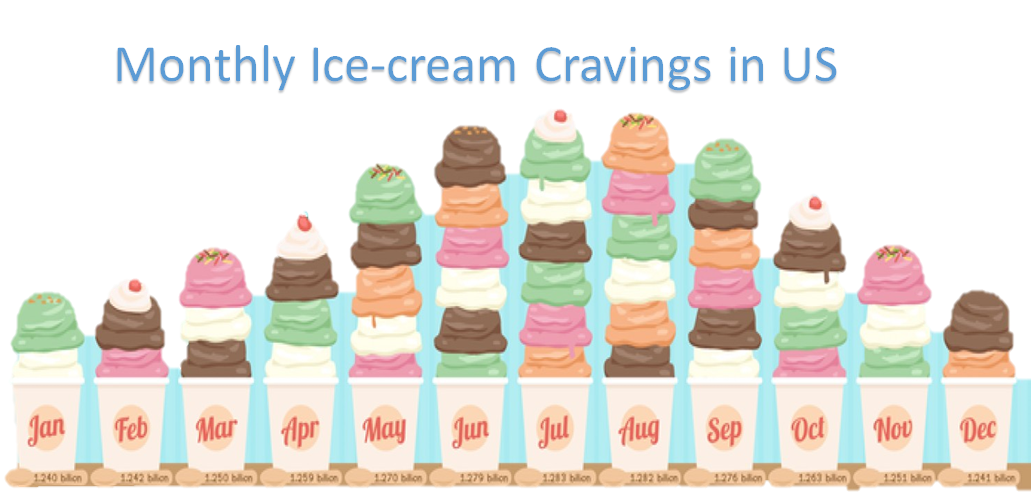 Monthly Ice-cream Cravings in US
Jan Feb Mar Apr May Jun Jul Aug Sep Oct Nov Dec
1.240 billion 1.242 billion 1.250 billion 1.259 billion 1.270 billion 1.279 billion 1.283 billion 1.282 billion 1.276 billion 1.263 billion 1.251 billion 1.241 billion